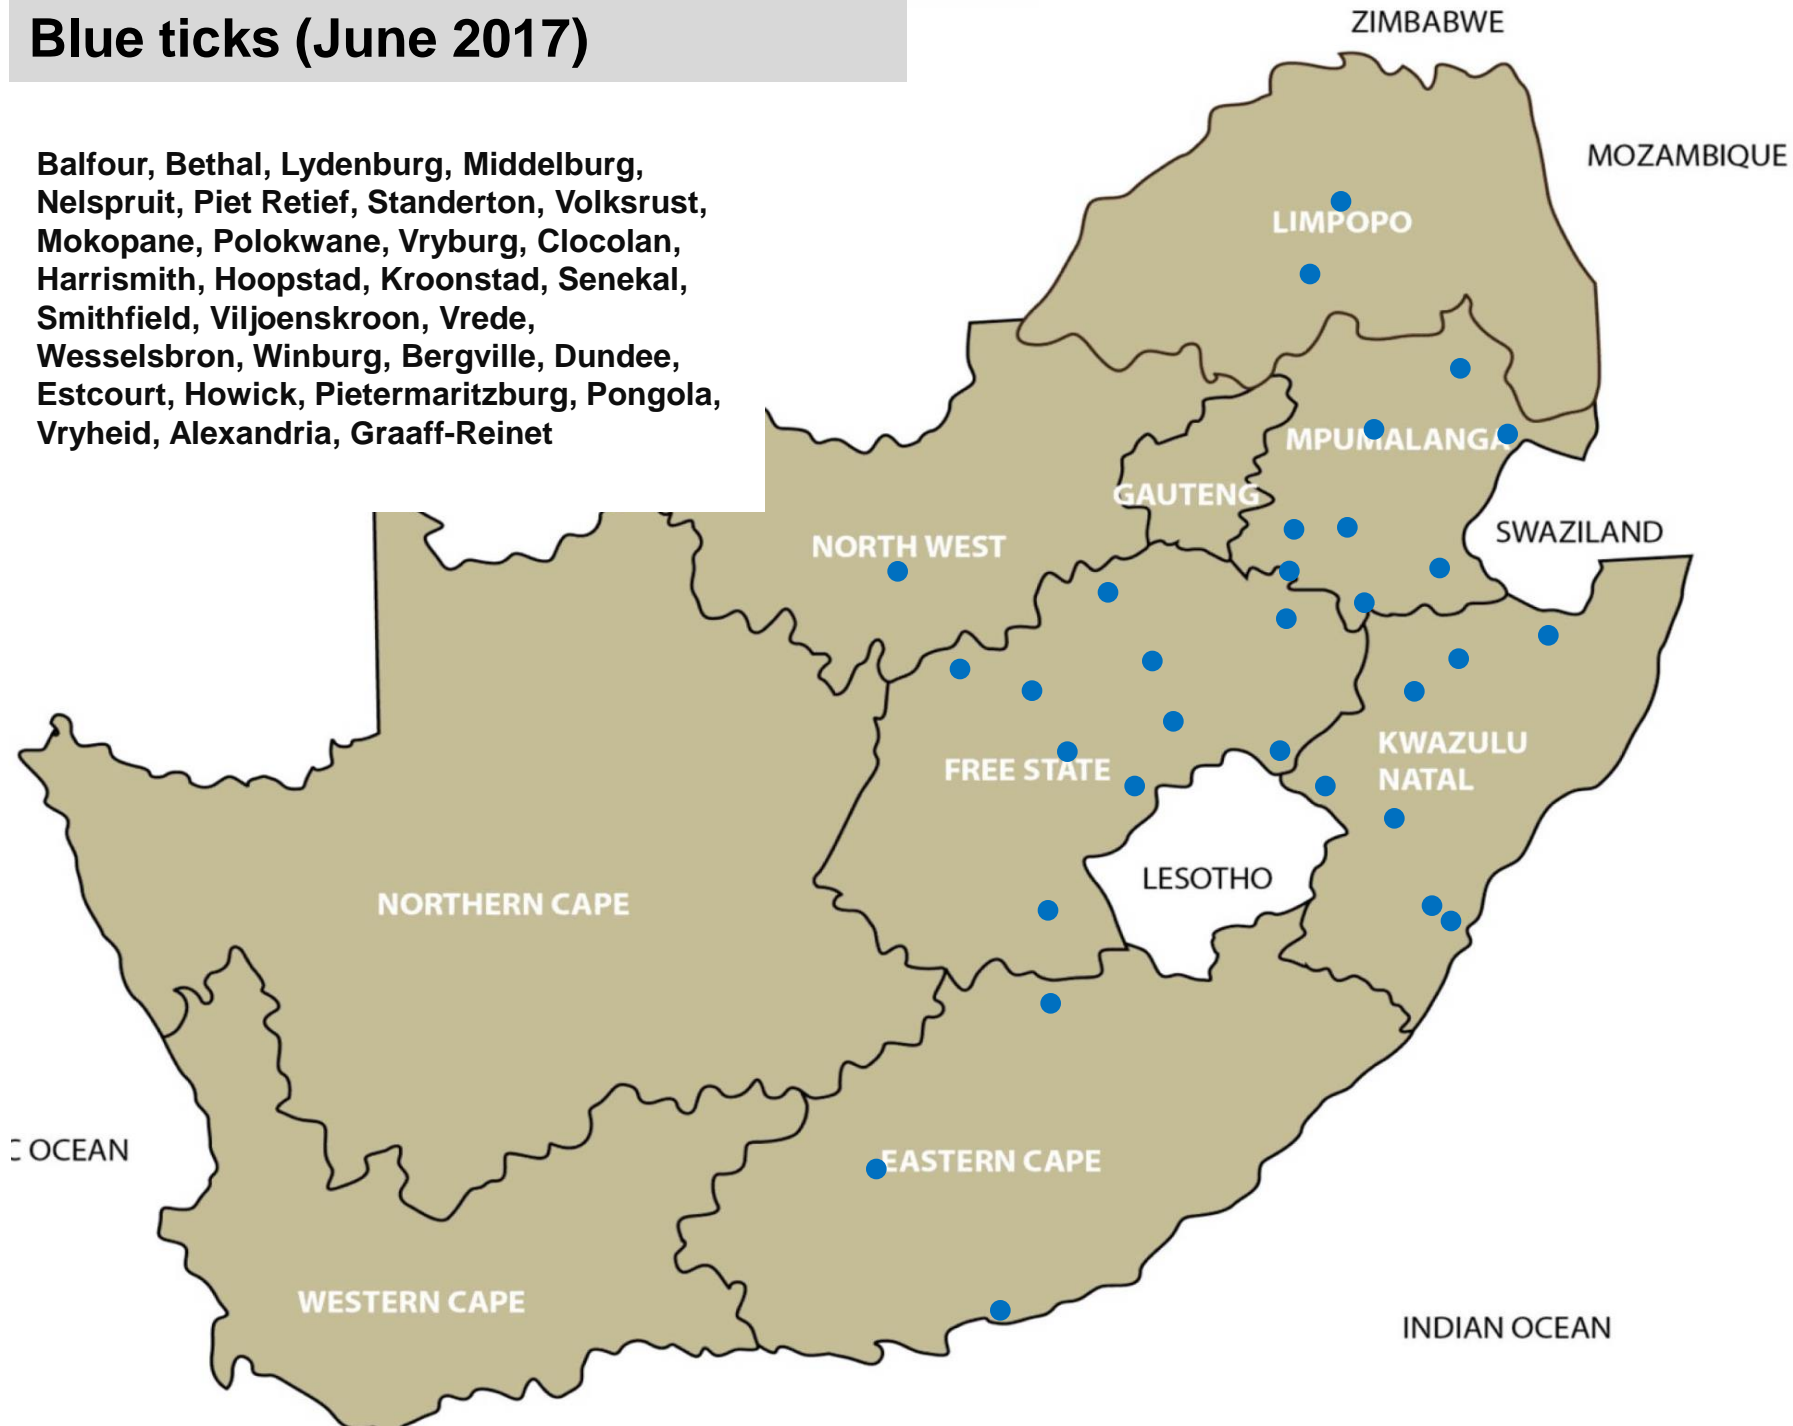 Blue ticks (June 2017)
Balfour, Bethal, Lydenburg, Middelburg,
Nelspruit, Piet Retief, Standerton, Volksrust,
Mokopane, Polokwane, Vryburg, Clocolan,
Harrismith, Hoopstad, Kroonstad, Senekal,
Smithfield, Viljoenskroon, Vrede,
Wesselsbron, Winburg, Bergville, Dundee,
Estcourt, Howick, Pietermaritzburg, Pongola,
Vryheid, Alexandria, Graaff-Reinet
ZIMBABWE
MOZAMBIQUE
LIMPOPO
MPUMALANGA
GAUTENG
SWAZILAND
NORTH WEST
KWAZULU
NATAL
FREE STATE
LESOTHO
NORTHERN CAPE
C OCEAN
EASTERN CAPE
WESTERN CAPE
INDIAN OCEAN